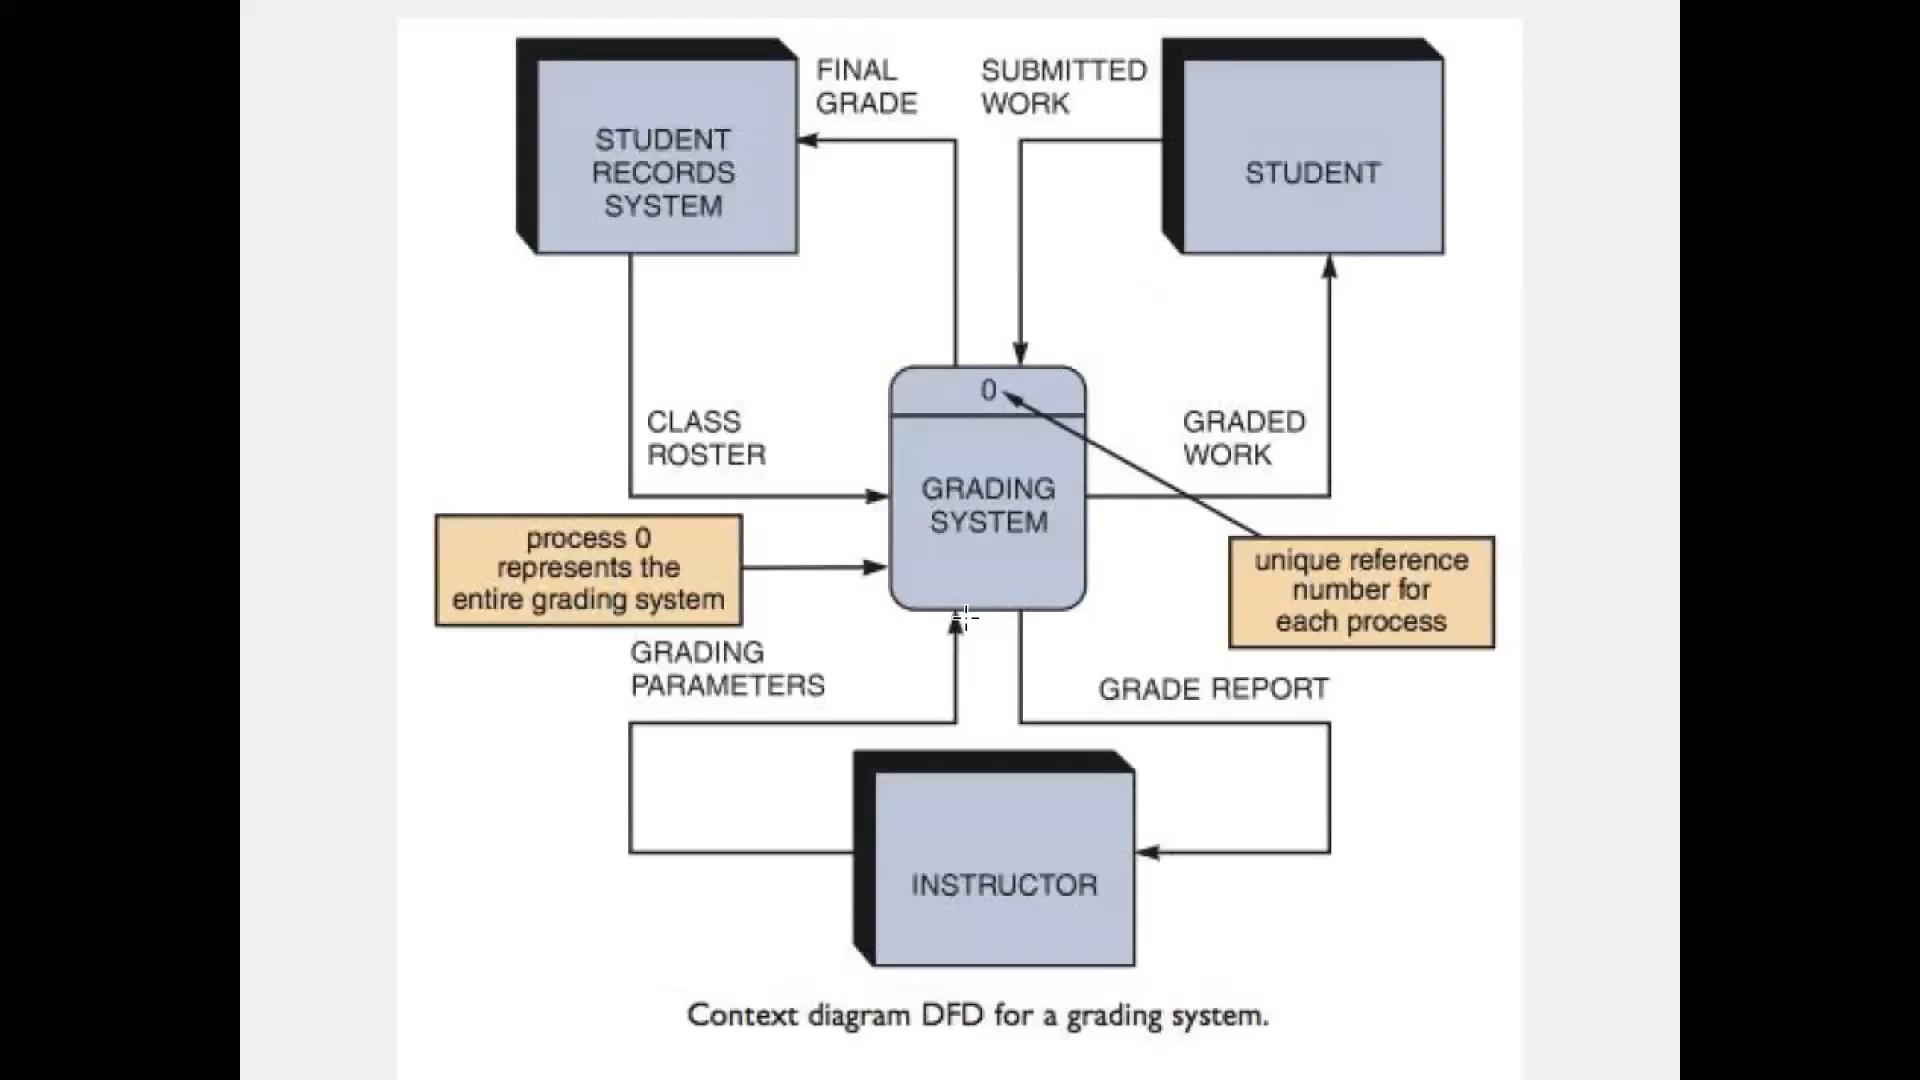 FINAL
GRADE
SUBMITTED
WORK
STUDENT
RECORDS
SYSTEM
STUDENT
0
CLASS
ROSTER
GRADED
WORK
GRADING
SYSTEM
process 0
represents the
entire grading system
unique reference
number for
each process
GRADING
PARAMETERS
GRADE REPORT
INSTRUCTOR
Context diagram DFD for a grading system.